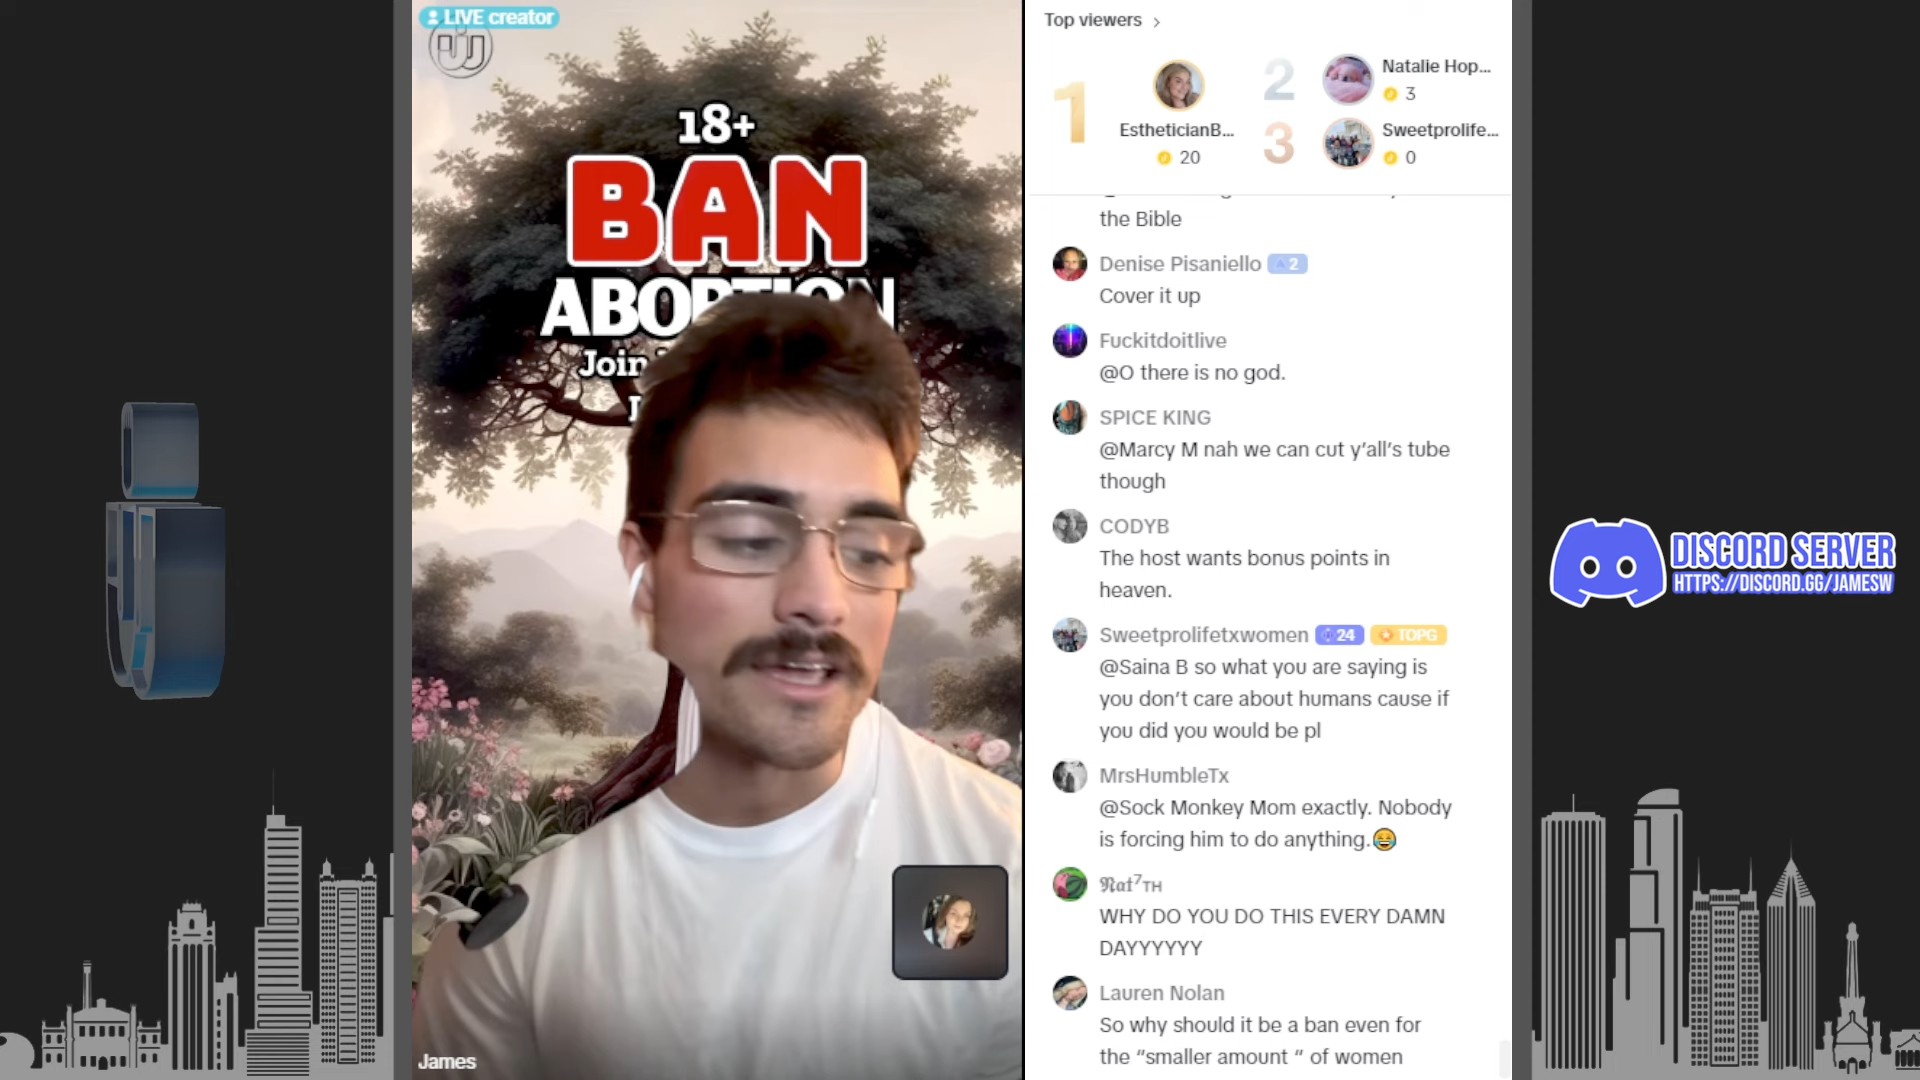 LIVE creator
18+
BAN
ABORTION
Join
James
Top viewers >
1
EstheticianB...
20
2
Natalie Hop...
3
3
Sweetprolife...
0
the Bible
Denise Pisaniello 2
Cover it up
Fuckitdoitlive
@O there is no god.
SPICE KING
@Marcy M nah we can cut y'all's tube
though
CODYB
The host wants bonus points in
heaven.
Sweetprolifetxwomen 24 TOPG
@Saina B so what you are saying is
you don't care about humans cause if
you did you would be pl
MrsHumbleTx
@Sock Monkey Mom exactly. Nobody
is forcing him to do anything.😂
𝕹𝖆𝖙⁷ᴛʜ
WHY DO YOU DO THIS EVERY DAMN
DAYYYYYY
Lauren Nolan
So why should it be a ban even for
the “smaller amount “ of women
DISCORD SERVER
HTTPS://DISCORD.GG/JAMESW